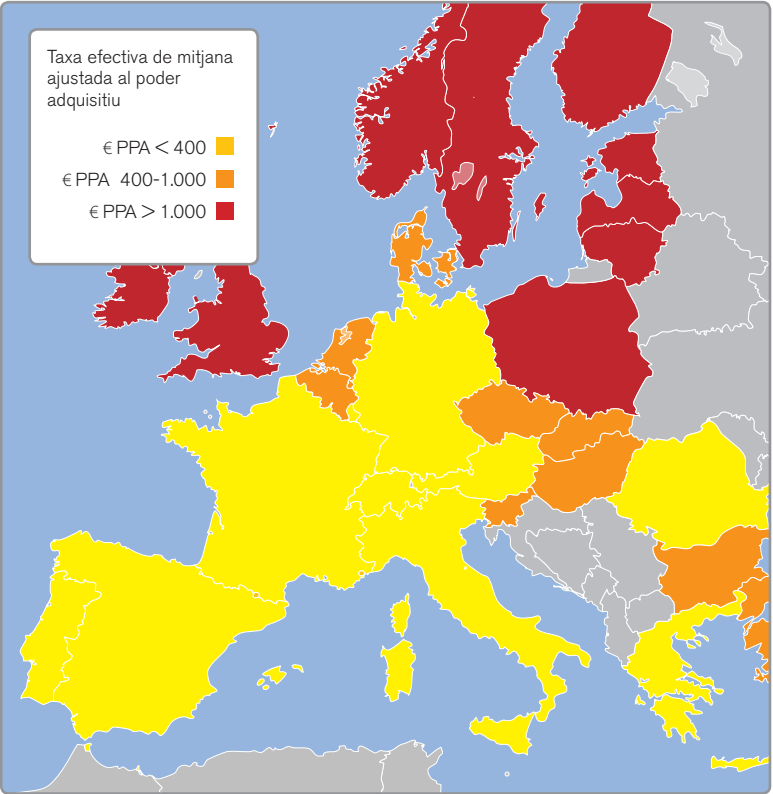 Taxa efectiva de mitjana
ajustada al poder
adquisitiu
€ PPA < 400
€ PPA 400-1.000
€ PPA > 1.000